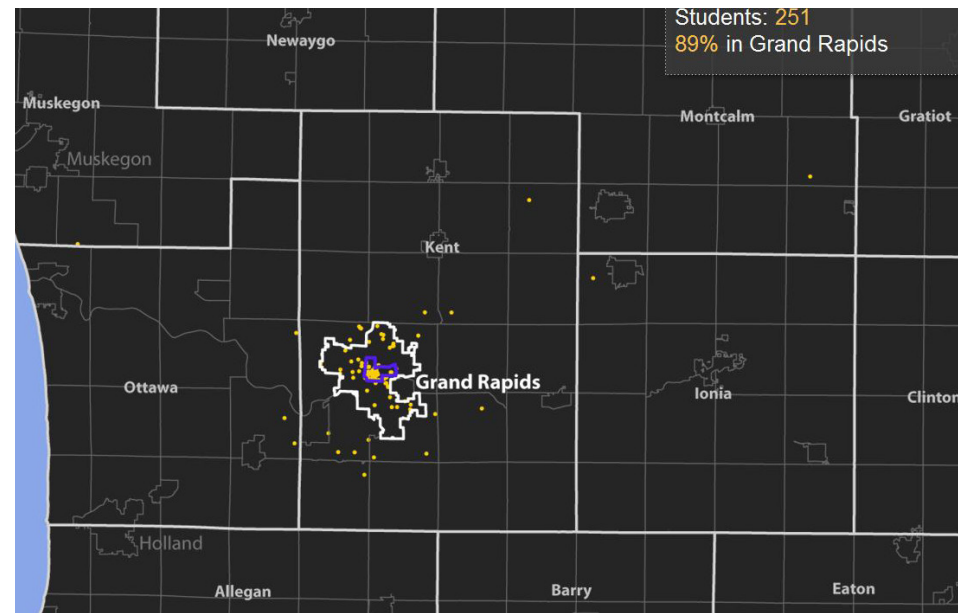 Students: 251
89% in Grand Rapids
Newaygo
Muskegon
Montcalm
Gratiot
Muskegon
Kent
Ottawa
Grand Rapids
Ionia
Clinton
Holland
Allegan
Barry
Eaton